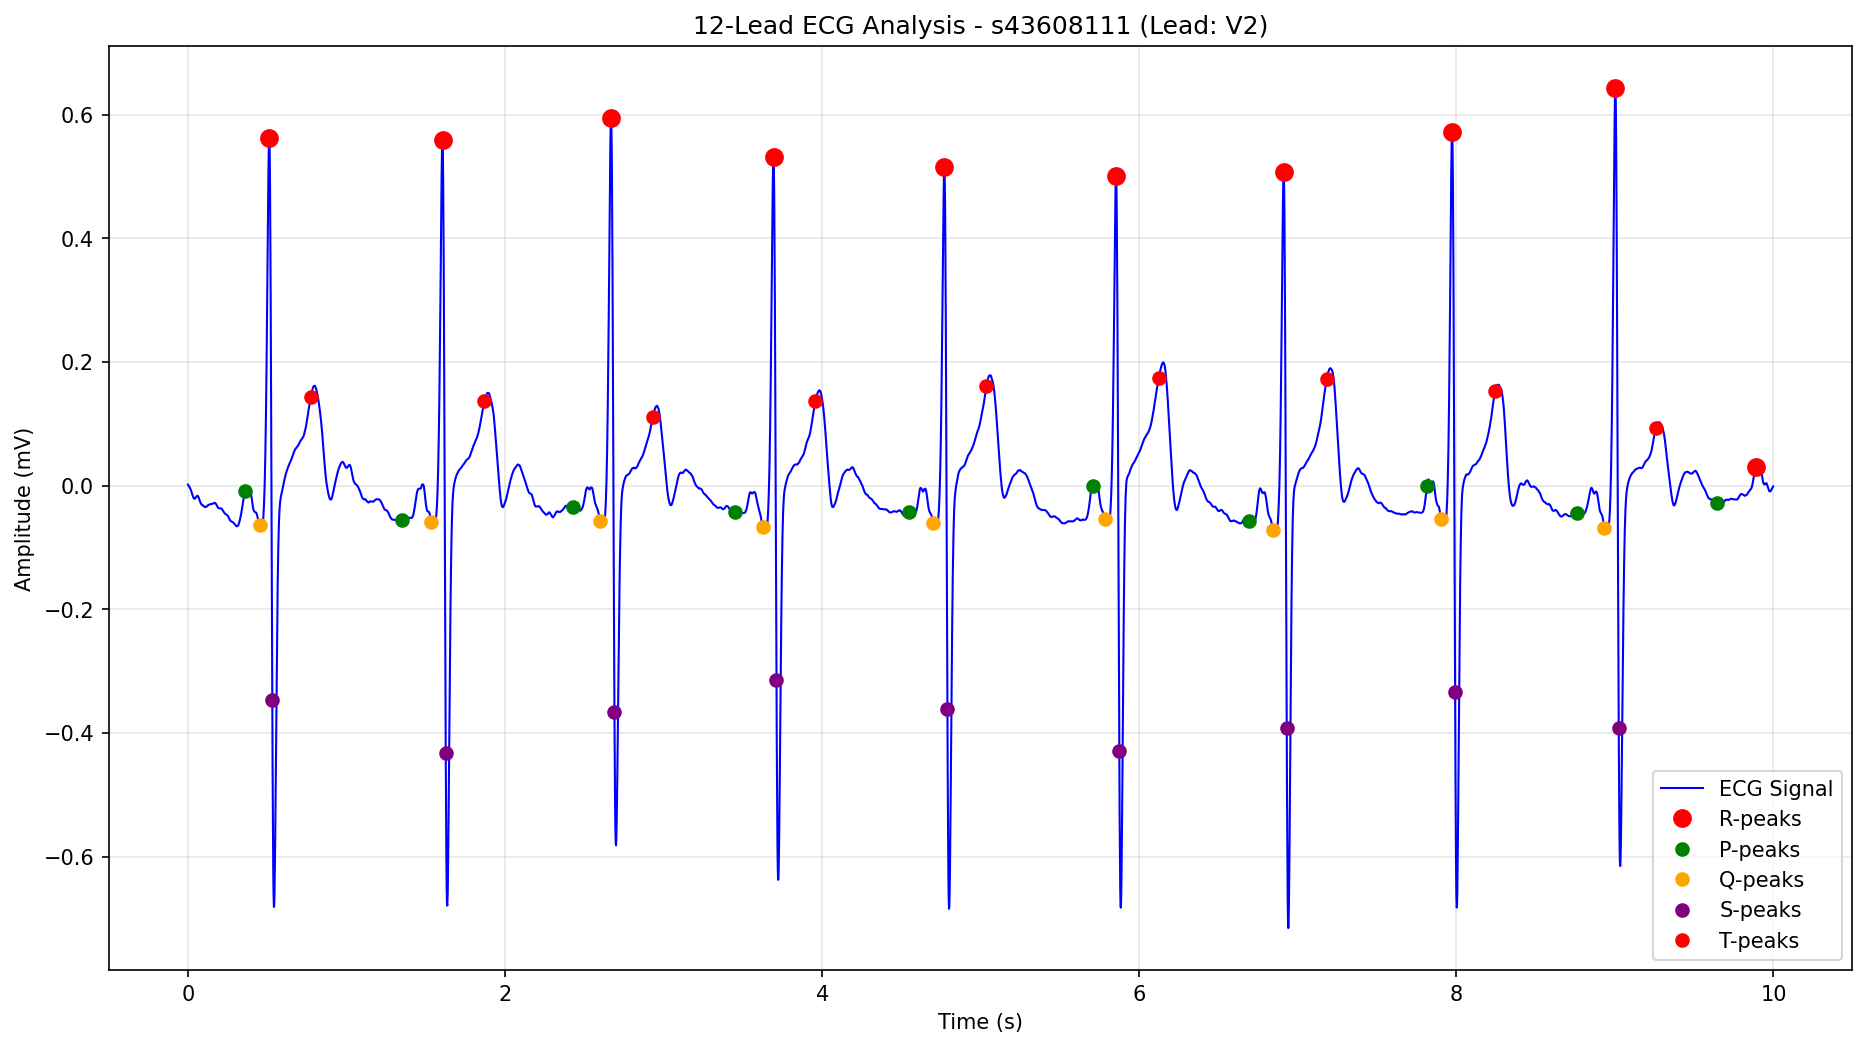 12-Lead ECG Analysis - s43608111 (Lead: V2)
Amplitude (mV)
0.6
0.4
0.2
0.0
−0.2
−0.4
−0.6
0
2
4
6
8
10
Time (s)
ECG Signal
R-peaks
P-peaks
Q-peaks
S-peaks
T-peaks